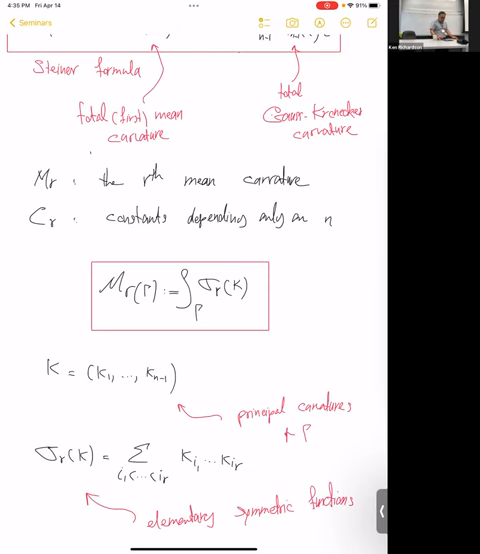 4:35 PM Fri Apr 14
91%
Seminars
Ken Richardson
n-1
Steiner formula
total (first) mean
curvature
total
Gauss-Kronecker
curvature
Mr : the rth mean curvature
Cr : constants depending only on n
Mr(Γ) := ∫Γ σr(K)
K = (K1, ..., Kn-1)
principal curvatures
of Γ
σr(K) = Σ i1<...<ir Ki1 ... Kir
elementary symmetric functions